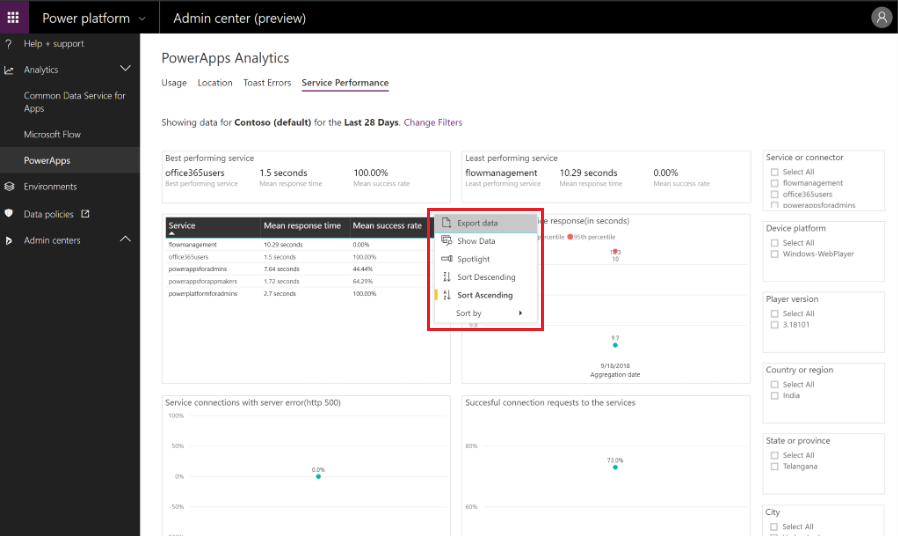 Power platform
Admin center (preview)
Help + support
Analytics
Common Data Service for
Apps
Microsoft Flow
PowerApps
Environments
Data policies
Admin centers
PowerApps Analytics
Usage Location Toast Errors Service Performance
Showing data for Contoso (default) for the Last 28 Days. Change Filters
Best performing service
office365users 1.5 seconds 100.00%
Best performing service Mean response time Mean success rate
Least performing service
flowmanagement 10.29 seconds 0.00%
Least performing service Mean response time Mean success rate
Service Mean response time Mean success rate
flowmanagement 10.29 seconds 0.00%
office365users 1.5 seconds 100.00%
powerappsforadmins 7.64 seconds 44.44%
powerappsforappmakers 1.72 seconds 64.29%
powerplatformforadmins 2.7 seconds 100.00%
Export data
Show Data
Spotlight
Sort Descending
Sort Ascending
Sort by
response(in seconds)
95th percentile
10
9.7
9/18/2018
Aggregation date
Service connections with server error(http 500)
100%
50%
0%
-50%
0.0%
Succesful connection requests to the services
80%
60%
73.0%
Service or connector
Select All
flowmanagement
office365users
powerappsforadmins
Device platform
Select All
Windows-WebPlayer
Player version
Select All
3.18101
Country or region
Select All
India
State or province
Select All
Telangana
City
Select All